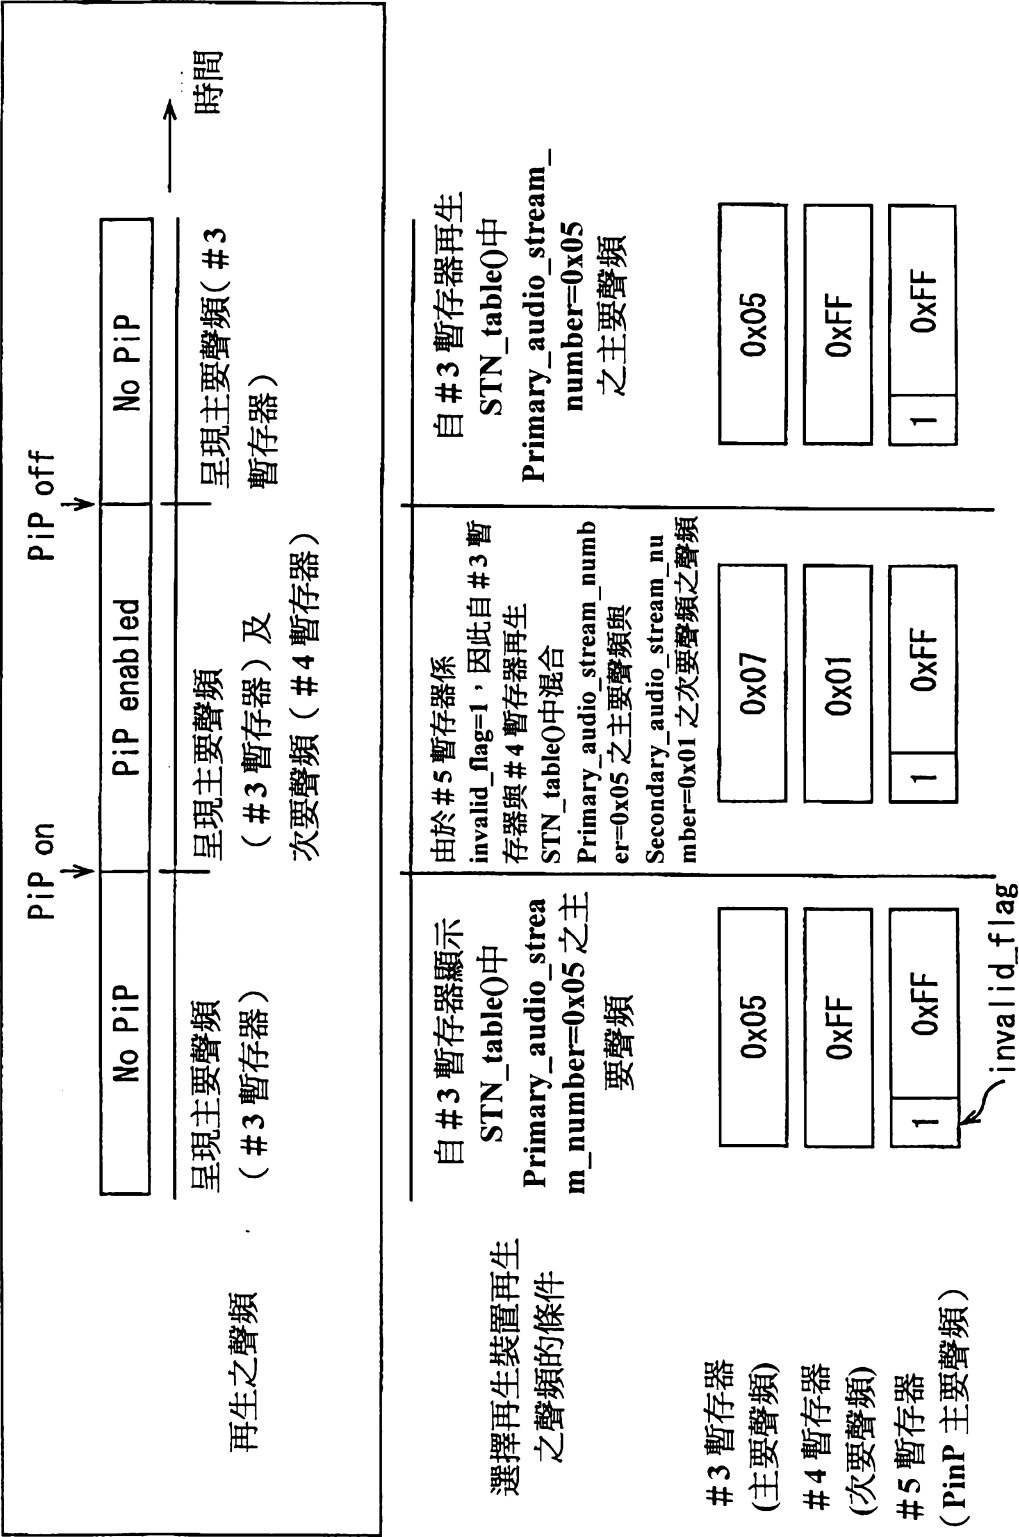 PiP on
PiP off
No PiP
PiP enabled
No PiP
時間
再生之聲頻
呈現主要聲頻
（#3 暫存器）
呈現主要聲頻
（#3 暫存器）及
次要聲頻（#4 暫存器）
呈現主要聲頻（#3
暫存器）
選擇再生裝置再生
之聲頻的條件
自#3 暫存器顯示
STN_table()中
Primary_audio_strea
m_number=0x05 之主
要聲頻
由於#5 暫存器係
invalid_flag=1，因此自#3 暫
存器與#4 暫存器再生
STN_table()中混合
Primary_audio_stream_numb
er=0x05 之主要聲頻與
Secondary_audio_stream_nu
mber=0x01 之次要聲頻之聲頻
自#3 暫存器再生
STN_table()中
Primary_audio_stream_
number=0x05
之主要聲頻
#3 暫存器
(主要聲頻)
0x05
0x07
0x05
#4 暫存器
(次要聲頻)
0xFF
0x01
0xFF
#5 暫存器
（PinP 主要聲頻）
1 0xFF
1 0xFF
1 0xFF
invalid_flag